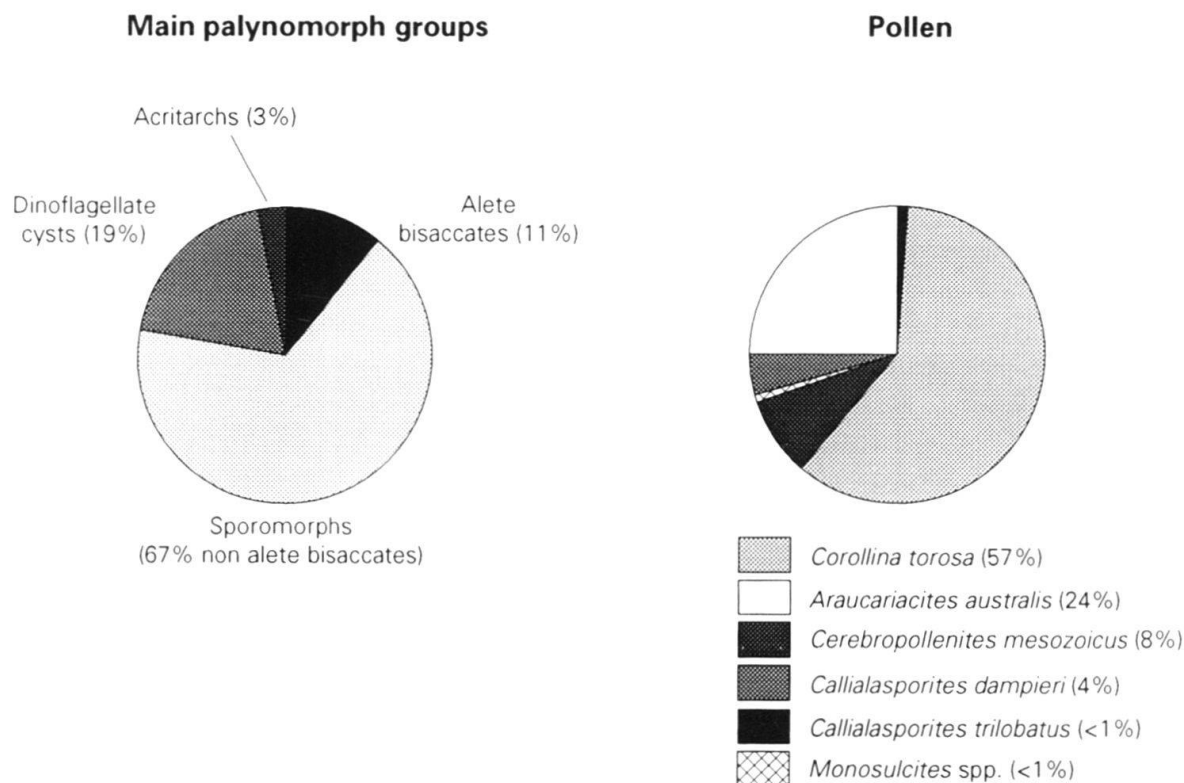 Main palynomorph groups
Acritarchs (3%)
Dinoflagellate
cysts (19%)
Alete
bisaccates (11%)
Sporomorphs
(67% non alete bisaccates)
Pollen
Corollina torosa (57%)
Araucariacites australis (24%)
Cerebropollenites mesozoicus (8%)
Callialasporites dampieri (4%)
Callialasporites trilobatus (<1%)
Monosulcites spp. (<1%)